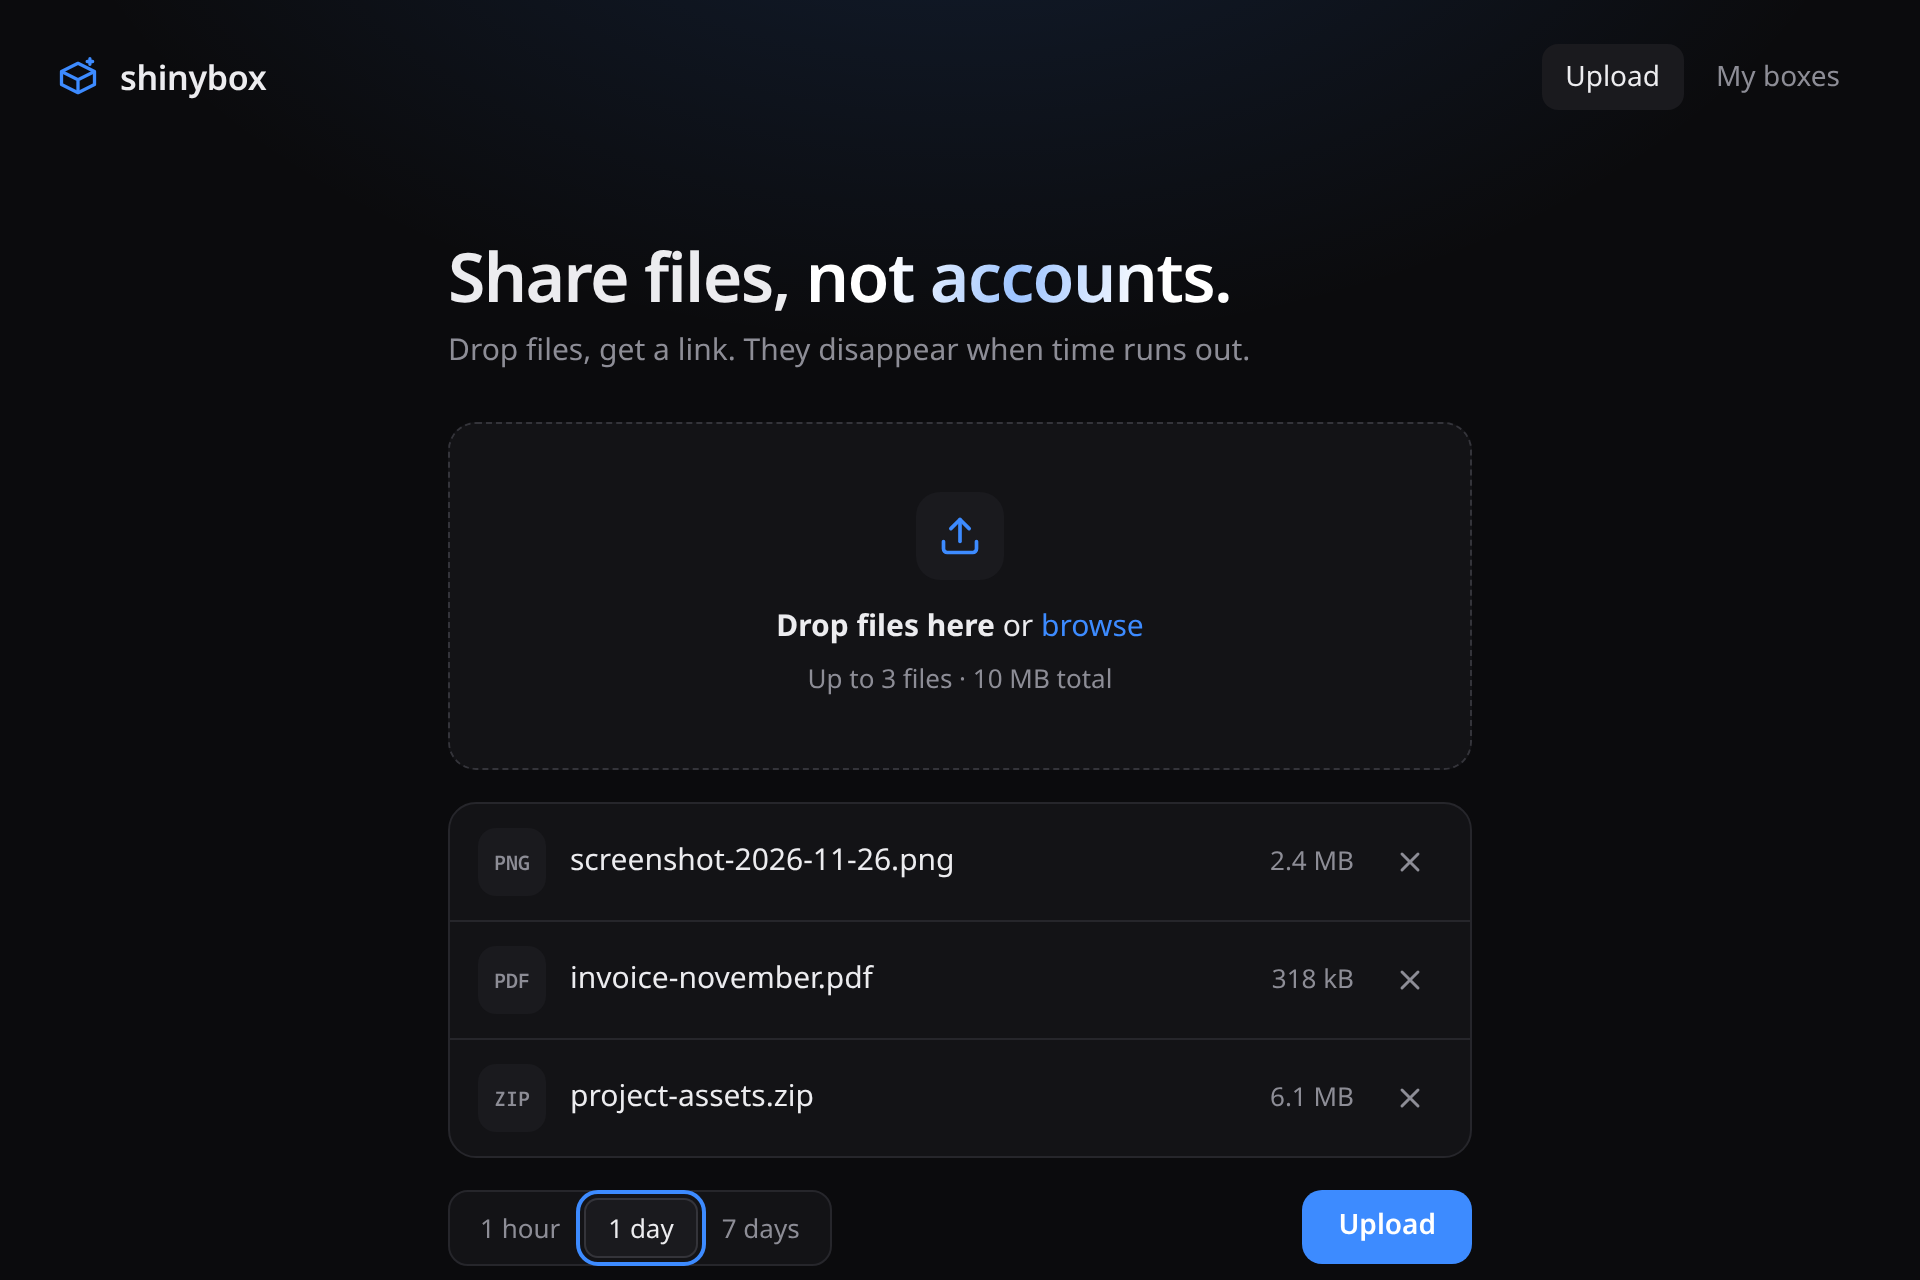 shinybox
Upload
My boxes
Share files, not accounts.
Drop files, get a link. They disappear when time runs out.
Drop files here or browse
Up to 3 files · 10 MB total
PNG screenshot-2026-11-26.png 2.4 MB
PDF invoice-november.pdf 318 kB
ZIP project-assets.zip 6.1 MB
1 hour 1 day 7 days Upload